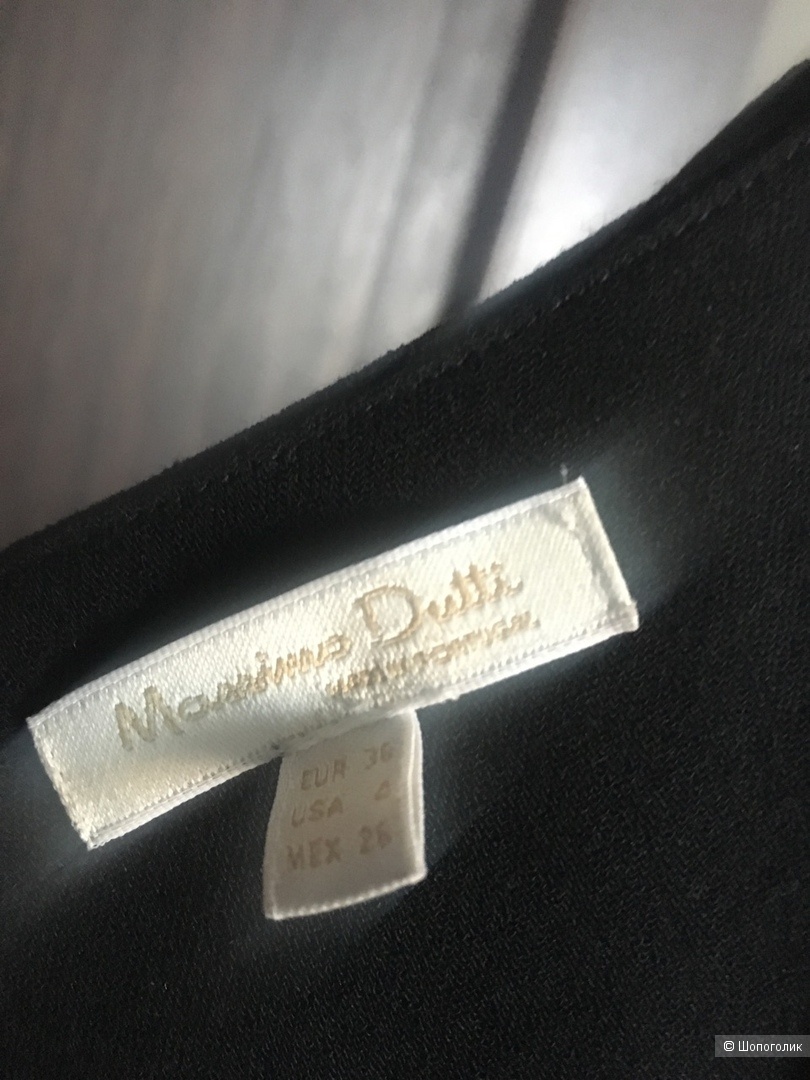 Massimo Dutti
EUR 36
USA 4
MEX 26
© Шопоголик